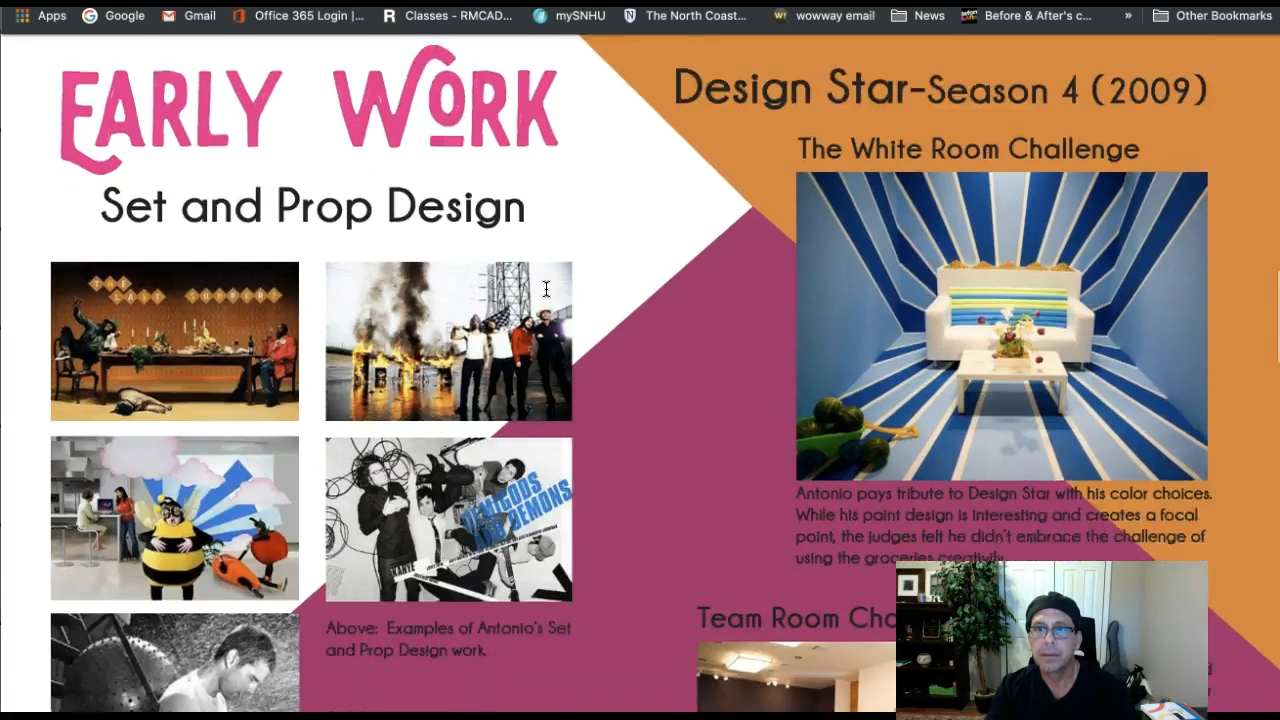 Apps Google Gmail Office 365 Login |... Classes - RMCAD... mySNHU The North Coast... wowway email News Before & After's c... » Other Bookmarks
EARLY WORK
Set and Prop Design
THE LAST SUPPER
DEMIGODS
DEMONS
Above: Examples of Antonio's Set
and Prop Design work.
Design Star-Season 4 (2009)
The White Room Challenge
Antonio pays tribute to Design Star with his color choices.
While his paint design is interesting and creates a focal
point, the judges felt he didn't embrace the challenge of
using the groceries creatively.
Team Room Cha